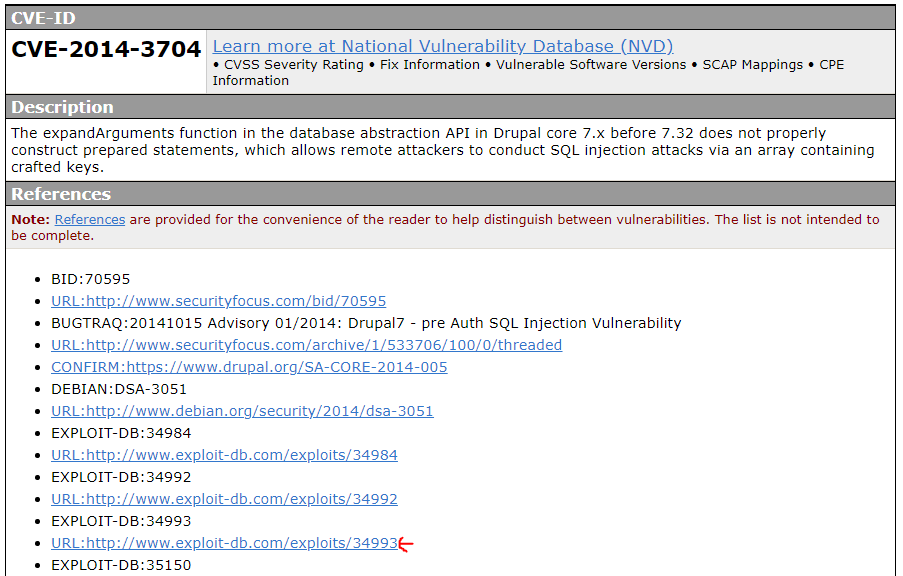 CVE-ID
CVE-2014-3704
Learn more at National Vulnerability Database (NVD)
• CVSS Severity Rating • Fix Information • Vulnerable Software Versions • SCAP Mappings • CPE
Information
Description
The expandArguments function in the database abstraction API in Drupal core 7.x before 7.32 does not properly
construct prepared statements, which allows remote attackers to conduct SQL injection attacks via an array containing
crafted keys.
References
Note: References are provided for the convenience of the reader to help distinguish between vulnerabilities. The list is not intended to
be complete.
• BID:70595
• URL:http://www.securityfocus.com/bid/70595
• BUGTRAQ:20141015 Advisory 01/2014: Drupal7 - pre Auth SQL Injection Vulnerability
• URL:http://www.securityfocus.com/archive/1/533706/100/0/threaded
• CONFIRM:https://www.drupal.org/SA-CORE-2014-005
• DEBIAN:DSA-3051
• URL:http://www.debian.org/security/2014/dsa-3051
• EXPLOIT-DB:34984
• URL:http://www.exploit-db.com/exploits/34984
• EXPLOIT-DB:34992
• URL:http://www.exploit-db.com/exploits/34992
• EXPLOIT-DB:34993
• URL:http://www.exploit-db.com/exploits/34993
• EXPLOIT-DB:35150